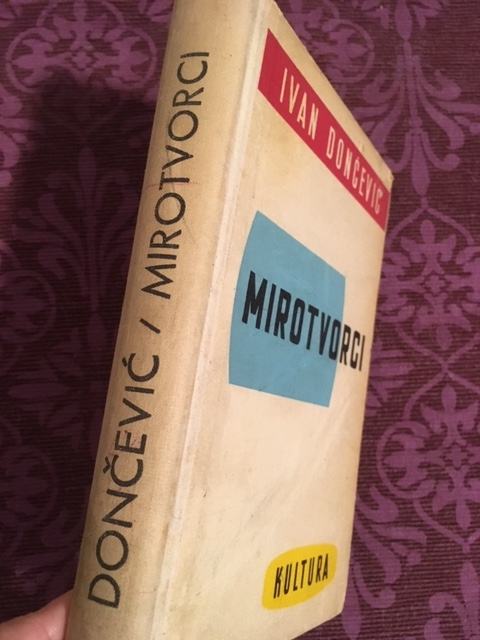 DONČEVIĆ / MIROTVORCI
IVAN DONČEVIĆ
MIROTVORCI
KULTURA